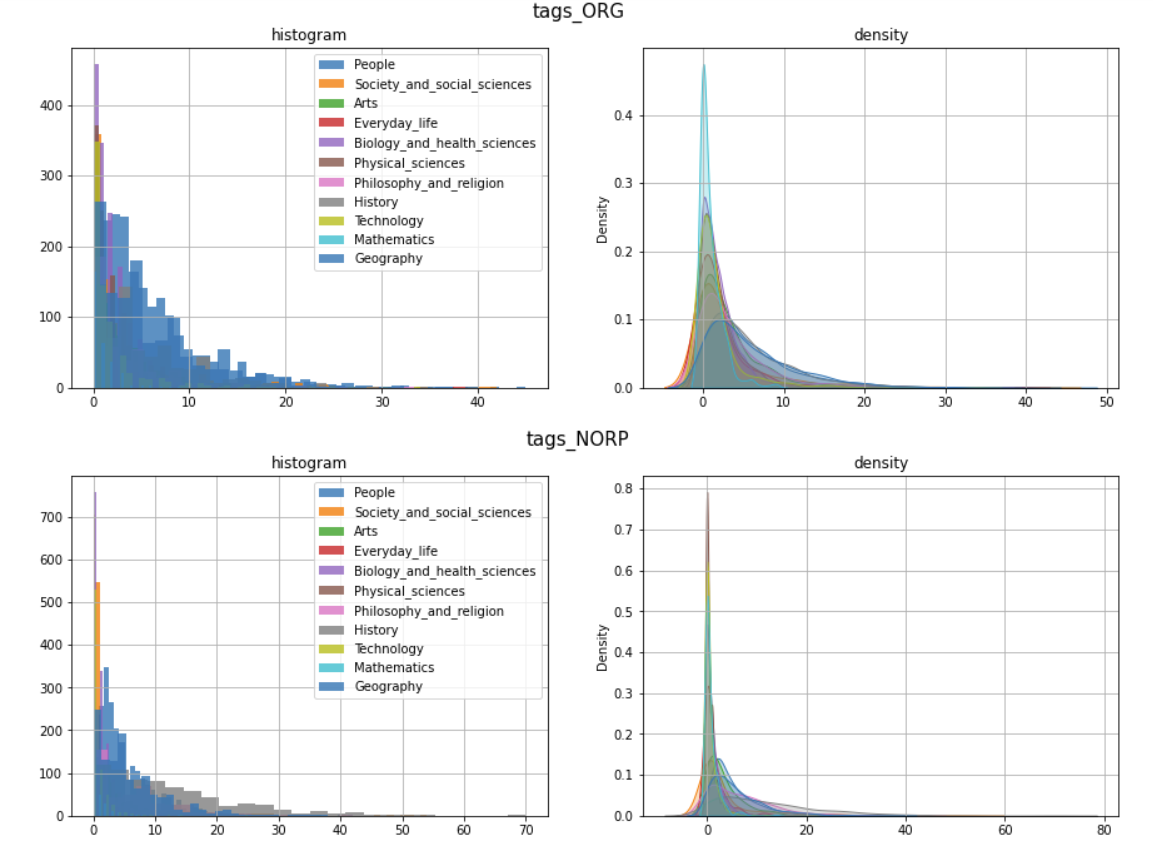 tags_ORG
histogram
density
400
300
200
100
0
0
10
20
30
40
People
Society_and_social_sciences
Arts
Everyday_life
Biology_and_health_sciences
Physical_sciences
Philosophy_and_religion
History
Technology
Mathematics
Geography
Density
0.4
0.3
0.2
0.1
0.0
0
10
20
30
40
50
tags_NORP
histogram
density
700
600
500
400
300
200
100
0
0
10
20
30
40
50
60
70
People
Society_and_social_sciences
Arts
Everyday_life
Biology_and_health_sciences
Physical_sciences
Philosophy_and_religion
History
Technology
Mathematics
Geography
Density
0.8
0.7
0.6
0.5
0.4
0.3
0.2
0.1
0.0
0
20
40
60
80